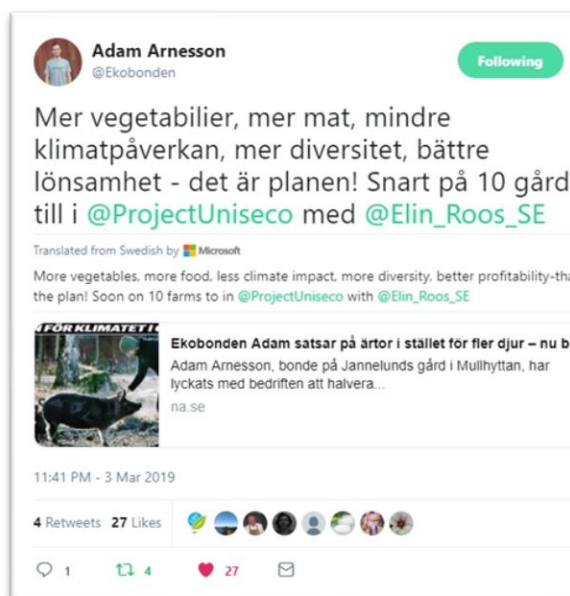 Adam Arnesson
@Ekobonden
Following
Mer vegetabilier, mer mat, mindre
klimatpåverkan, mer diversitet, bättre
lönsamhet - det är planen! Snart på 10 gård
till i @ProjectUniseco med @Elin_Roos_SE
Translated from Swedish by Microsoft
More vegetables, more food, less climate impact, more diversity, better profitability-tha
the plan! Soon on 10 farms to in @ProjectUniseco with @Elin_Roos_SE
FÖR KLIMATET I
Ekobonden Adam satsar på ärtor i stället för fler djur – nu b
Adam Arnesson, bonde på Jannelunds gård i Mullhyttan, har
lyckats med bedriften att halvera...
na.se
11:41 PM - 3 Mar 2019
4 Retweets 27 Likes
1 4 27